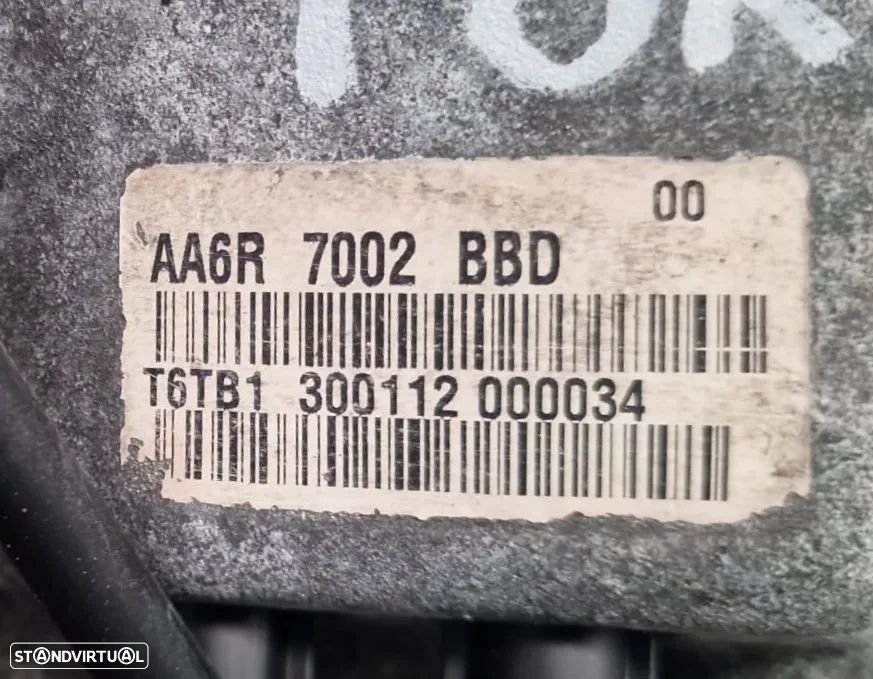 00
AA6R 7002 BBD
T6TB1 300112 000034
STANDVIRTUAL